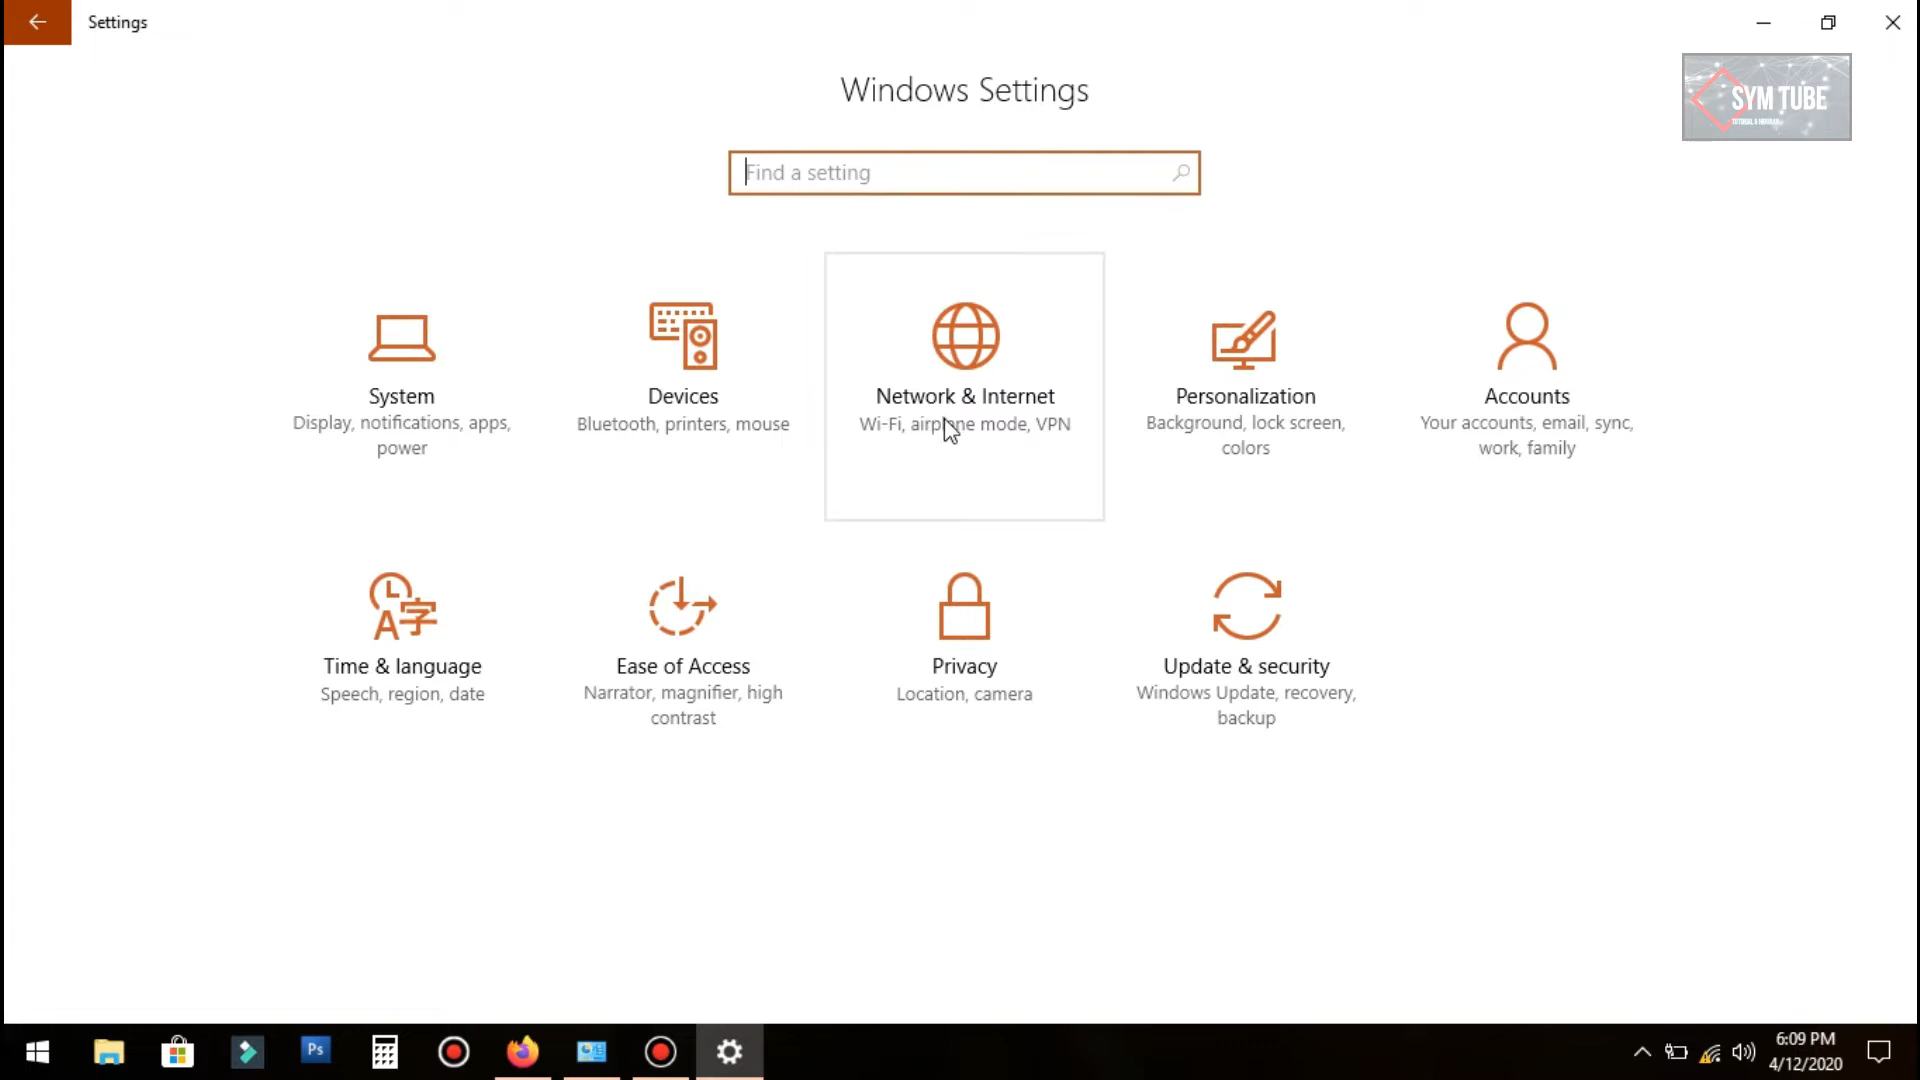 Settings
Windows Settings
SYM TUBE
Find a setting
System
Display, notifications, apps,
power
Devices
Bluetooth, printers, mouse
Network & Internet
Wi-Fi, airplane mode, VPN
Personalization
Background, lock screen,
colors
Accounts
Your accounts, email, sync,
work, family
Time & language
Speech, region, date
Ease of Access
Narrator, magnifier, high
contrast
Privacy
Location, camera
Update & security
Windows Update, recovery,
backup
A字
Ps
6:09 PM
4/12/2020